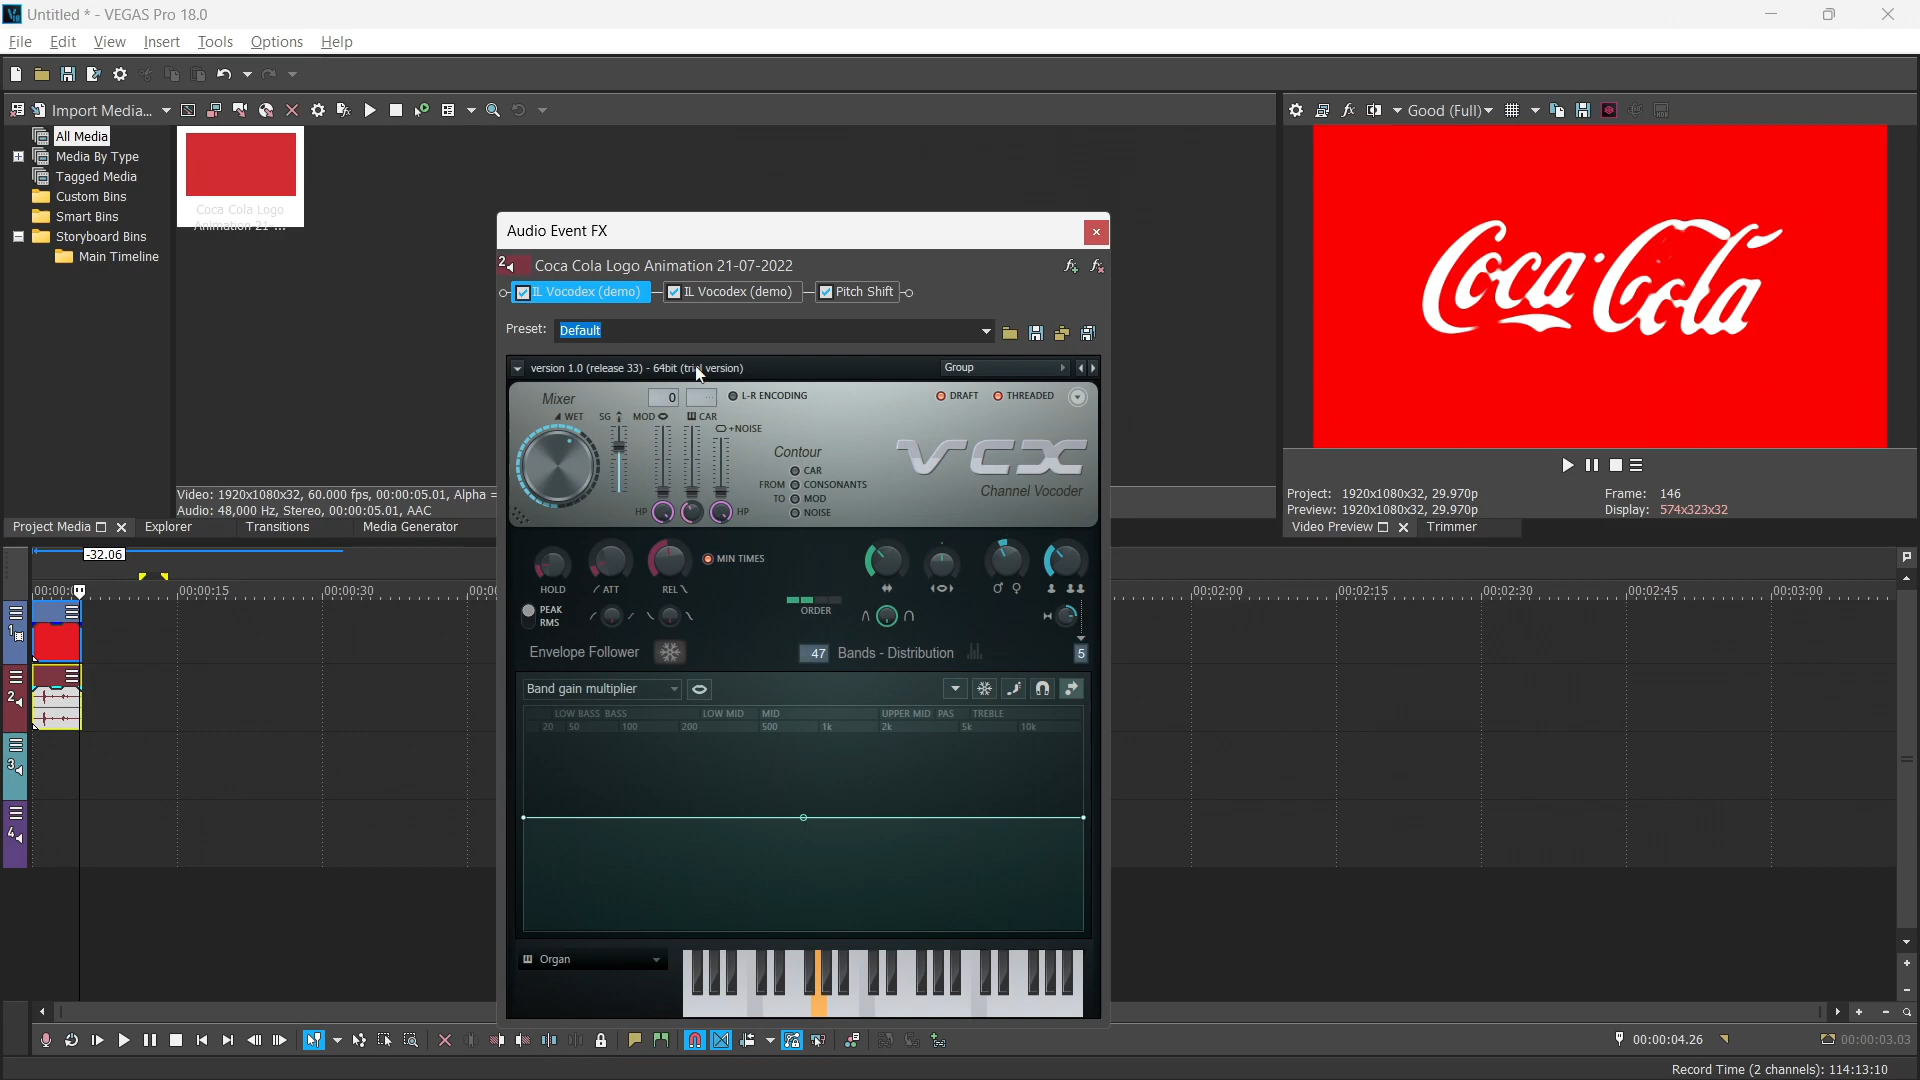 Untitled * - VEGAS Pro 18.0
File Edit View Insert Tools Options Help
Import Media...
Good (Full)
All Media
Media By Type
Tagged Media
Custom Bins
Smart Bins
Storyboard Bins
Main Timeline
Coca Cola Logo
Animation 21-...
Coca-Cola
Audio Event FX
2 Coca Cola Logo Animation 21-07-2022
IL Vocodex (demo) IL Vocodex (demo) Pitch Shift
Preset: Default
version 1.0 (release 33) - 64bit (trial version) Group
Mixer 0 L-R ENCODING DRAFT THREADED
WET SG MOD CAR
+NOISE
Contour
CAR
FROM CONSONANTS
TO MOD
NOISE
HP HP
VCX
Channel Vocoder
MIN TIMES
HOLD ATT REL
ORDER
PEAK
RMS
Envelope Follower 47 Bands - Distribution 5
Band gain multiplier
LOW BASS BASS LOW MID MID UPPER MID PAS TREBLE
20 50 100 200 500 1k 2k 5k 10k
Organ
Video: 1920x1080x32, 60.000 fps, 00:00:05.01, Alpha =
Audio: 48,000 Hz, Stereo, 00:00:05.01, AAC
Project Media Explorer Transitions Media Generator
Project: 1920x1080x32, 29.970p Frame: 146
Preview: 1920x1080x32, 29.970p Display: 574x323x32
Video Preview Trimmer
-32.06
00:00:15 00:00:30 00:02:00 00:02:15 00:02:30 00:02:45 00:03:00
1
2
3
4
00:00:04.26 00:00:03.03
Record Time (2 channels): 114:13:10